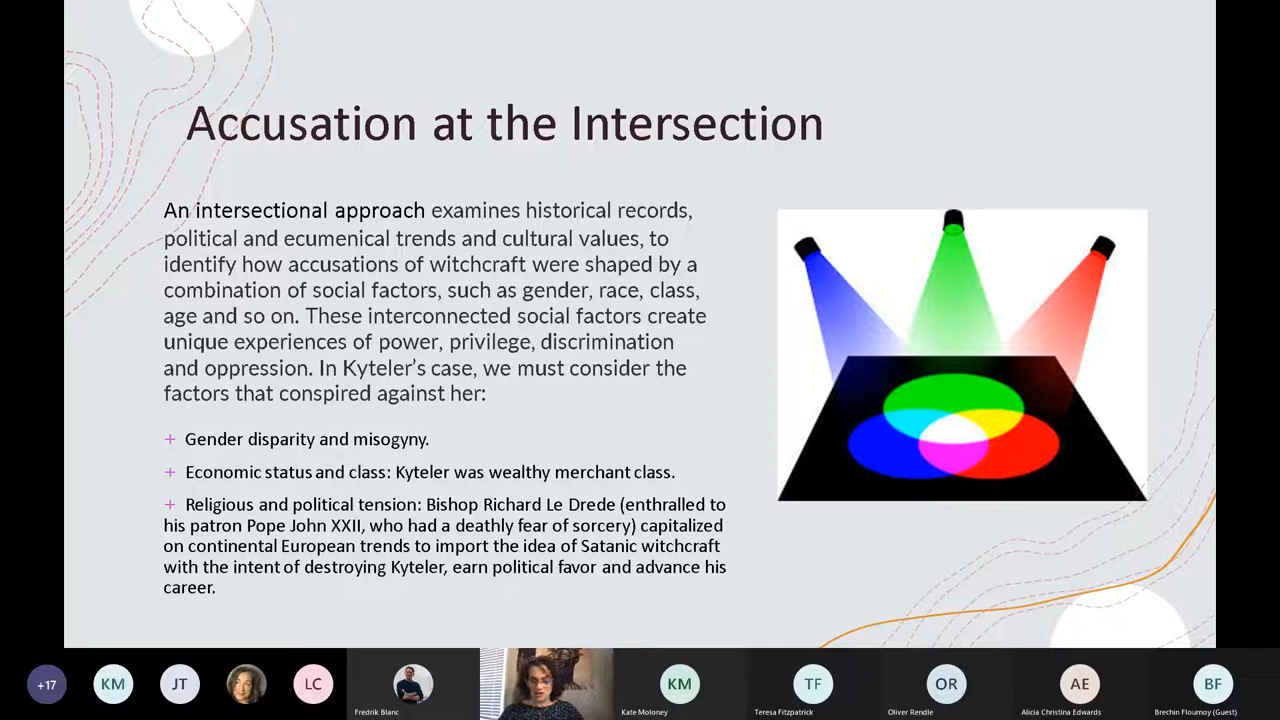 Accusation at the Intersection
An intersectional approach examines historical records,
political and ecumenical trends and cultural values, to
identify how accusations of witchcraft were shaped by a
combination of social factors, such as gender, race, class,
age and so on. These interconnected social factors create
unique experiences of power, privilege, discrimination
and oppression. In Kyteler’s case, we must consider the
factors that conspired against her:
+ Gender disparity and misogyny.
+ Economic status and class: Kyteler was wealthy merchant class.
+ Religious and political tension: Bishop Richard Le Drede (enthralled to
his patron Pope John XXII, who had a deathly fear of sorcery) capitalized
on continental European trends to import the idea of Satanic witchcraft
with the intent of destroying Kyteler, earn political favor and advance his
career.
+17
KM
JT
LC
Fredrik Blanc
KM
Kate Moloney
TF
Teresa Fitzpatrick
OR
Oliver Rendle
AE
Alicia Christina Edwards
BF
Brechin Flournoy (Guest)